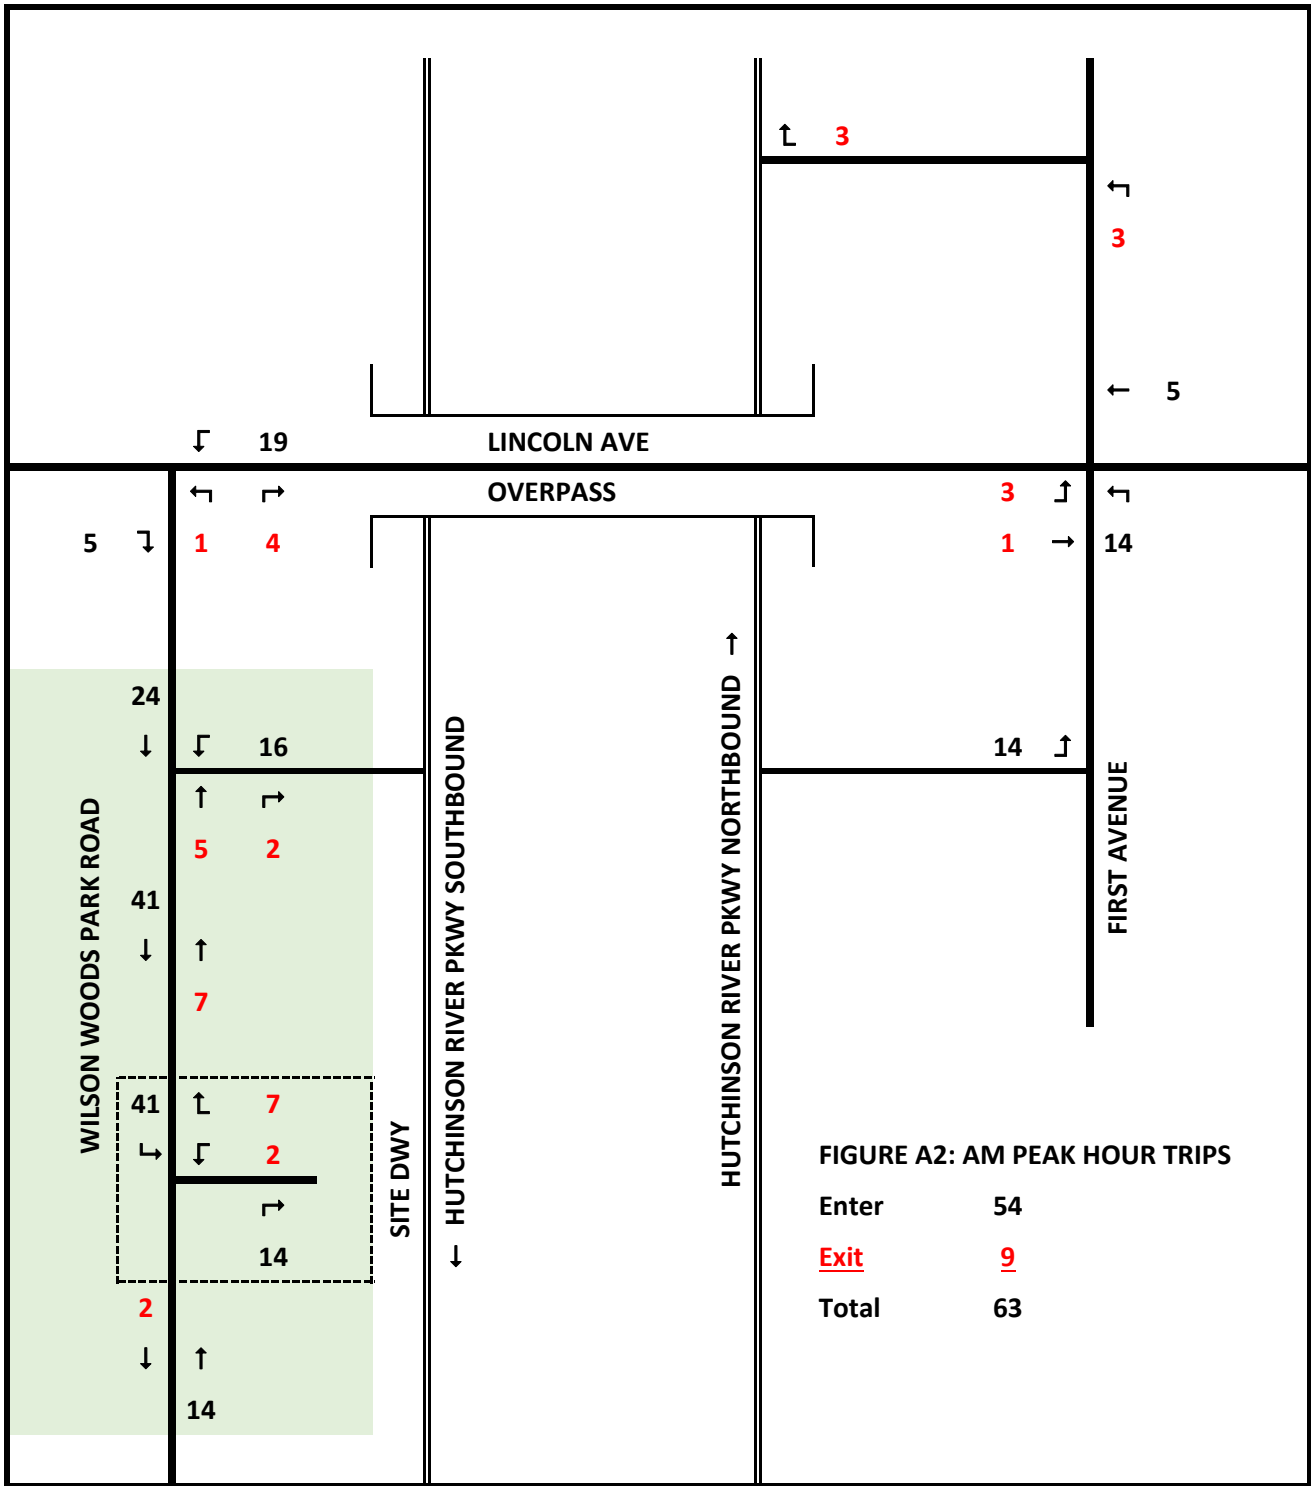 3
3
← 5
19 LINCOLN AVE
OVERPASS 3
5 1 4 1 → 14
↑
24
↓ 16 14
↑
5 2
41
↓ ↑
7
WILSON WOODS PARK ROAD
← HUTCHINSON RIVER PKWY SOUTHBOUND
HUTCHINSON RIVER PKWY NORTHBOUND →
FIRST AVENUE
41 7
2
SITE DWY
14
2
↓ ↑
14
FIGURE A2: AM PEAK HOUR TRIPS
Enter 54
Exit 9
Total 63